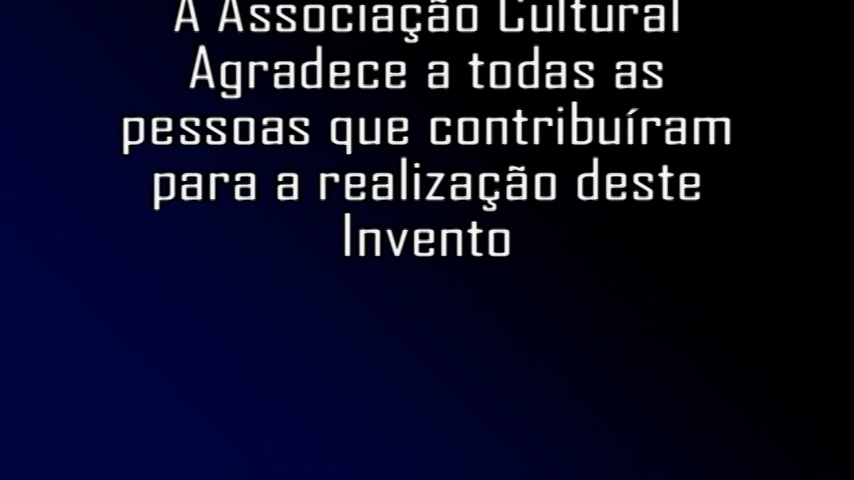 A Associação Cultural
Agradece a todas as
pessoas que contribuíram
para a realização deste
Invento